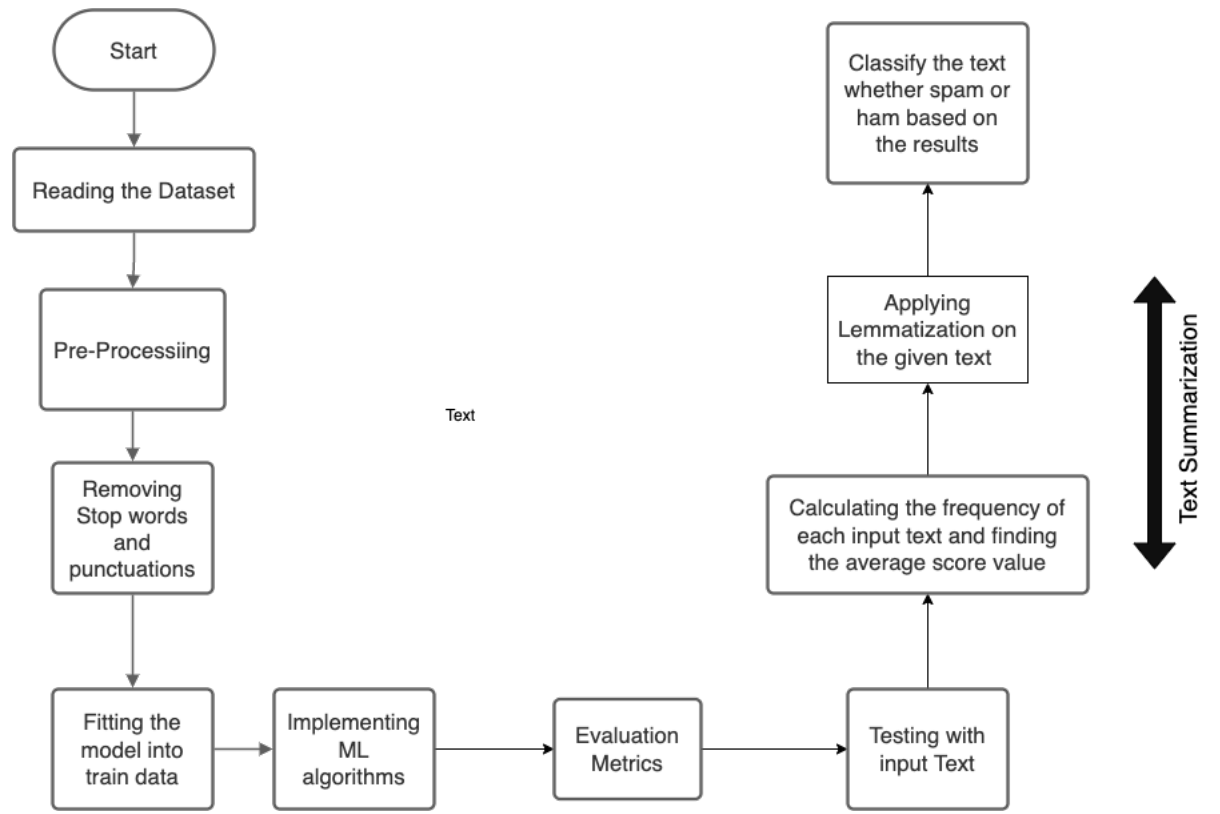 Start
Reading the Dataset
Pre-Processiing
Removing
Stop words
and
punctuations
Fitting the
model into
train data
Implementing
ML
algorithms
Evaluation
Metrics
Testing with
input Text
Calculating the frequency of
each input text and finding
the average score value
Applying
Lemmatization on
the given text
Classify the text
whether spam or
ham based on
the results
Text Summarization
Text